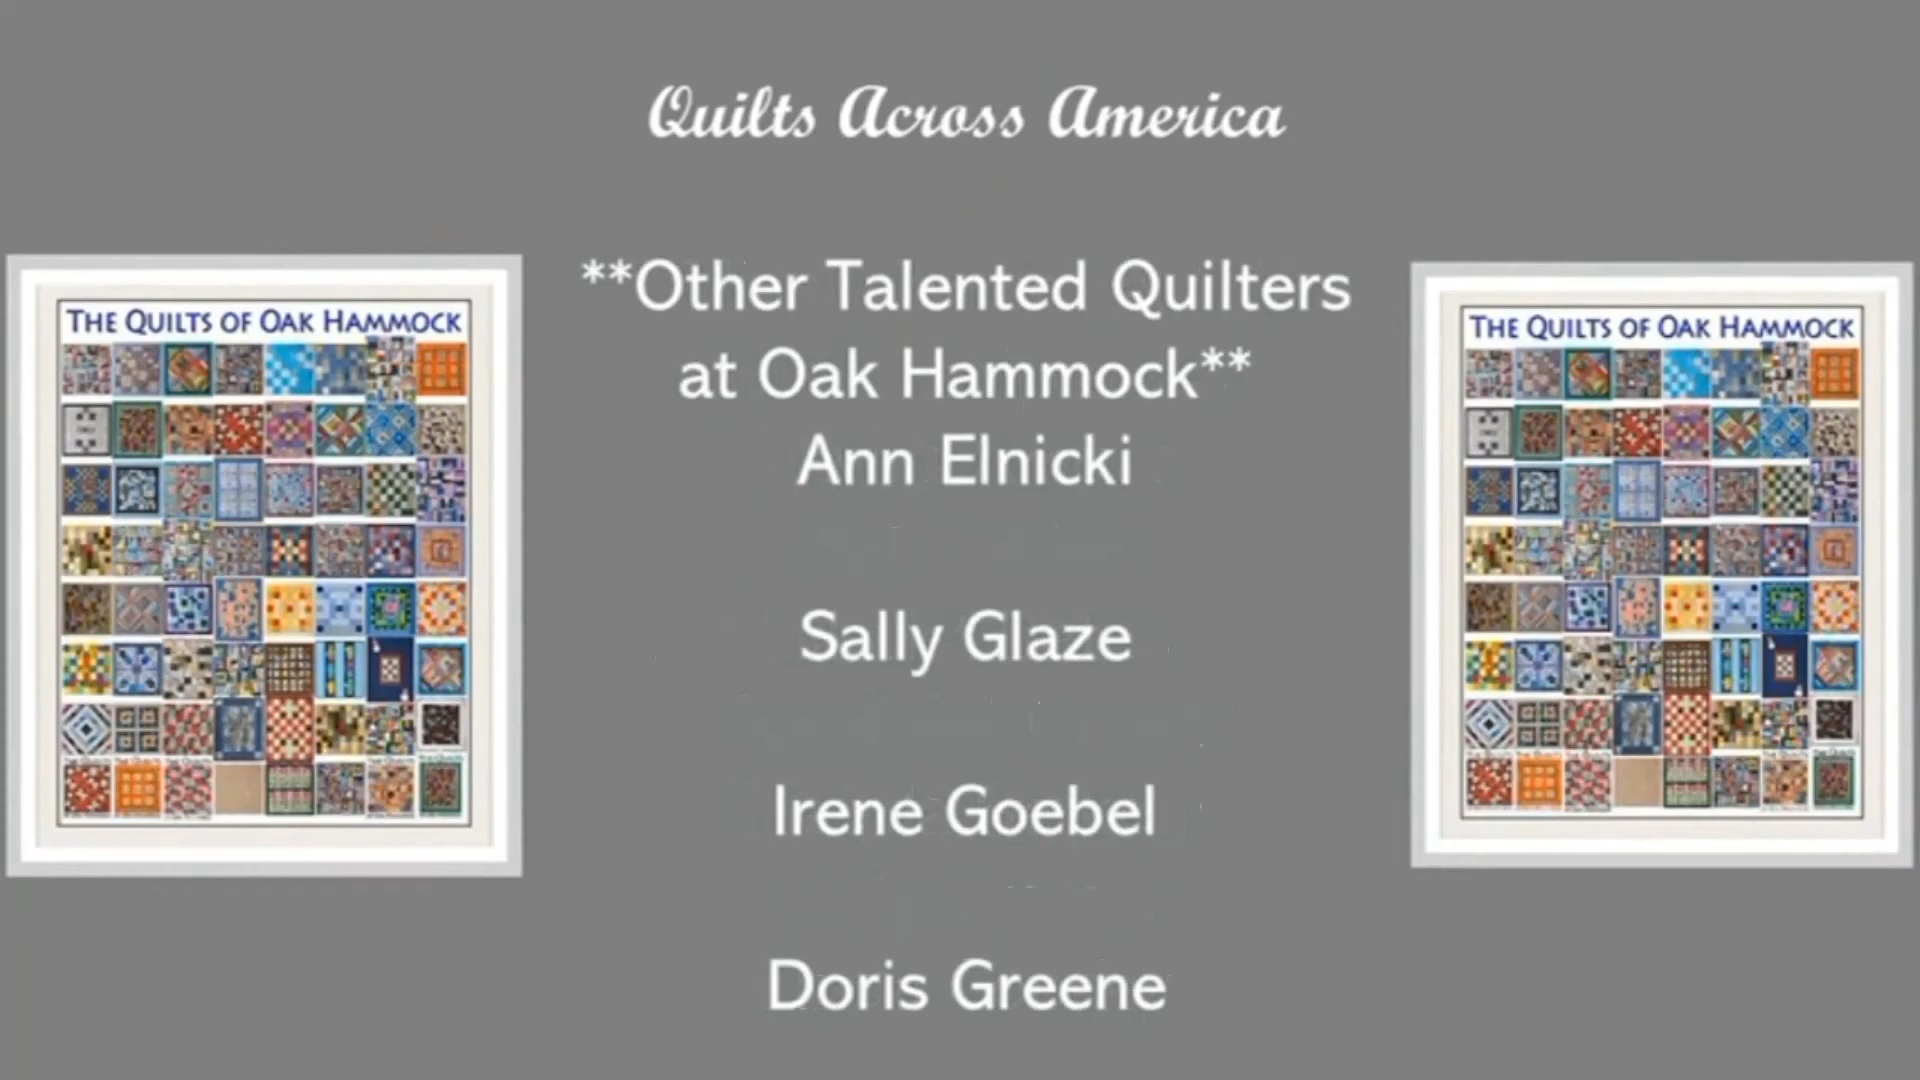 Quilts Across America
**Other Talented Quilters
at Oak Hammock**
Ann Elnicki
Sally Glaze
Irene Goebel
Doris Greene
THE QUILTS OF OAK HAMMOCK
THE QUILTS OF OAK HAMMOCK